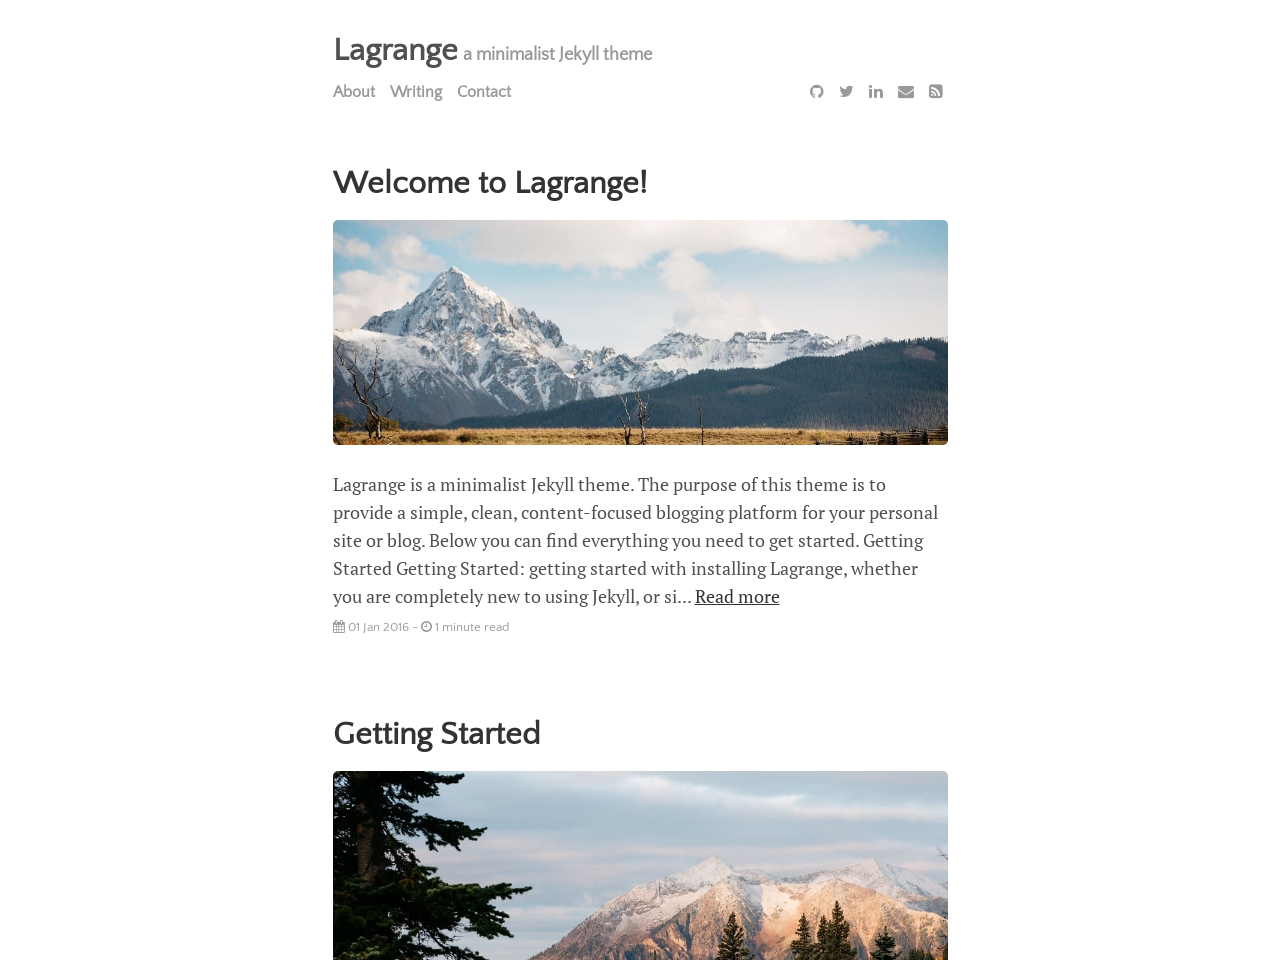 Lagrange a minimalist Jekyll theme
About Writing Contact
Welcome to Lagrange!
Lagrange is a minimalist Jekyll theme. The purpose of this theme is to
provide a simple, clean, content-focused blogging platform for your personal
site or blog. Below you can find everything you need to get started. Getting
Started Getting Started: getting started with installing Lagrange, whether
you are completely new to using Jekyll, or si... Read more
01 Jan 2016 - 1 minute read
Getting Started